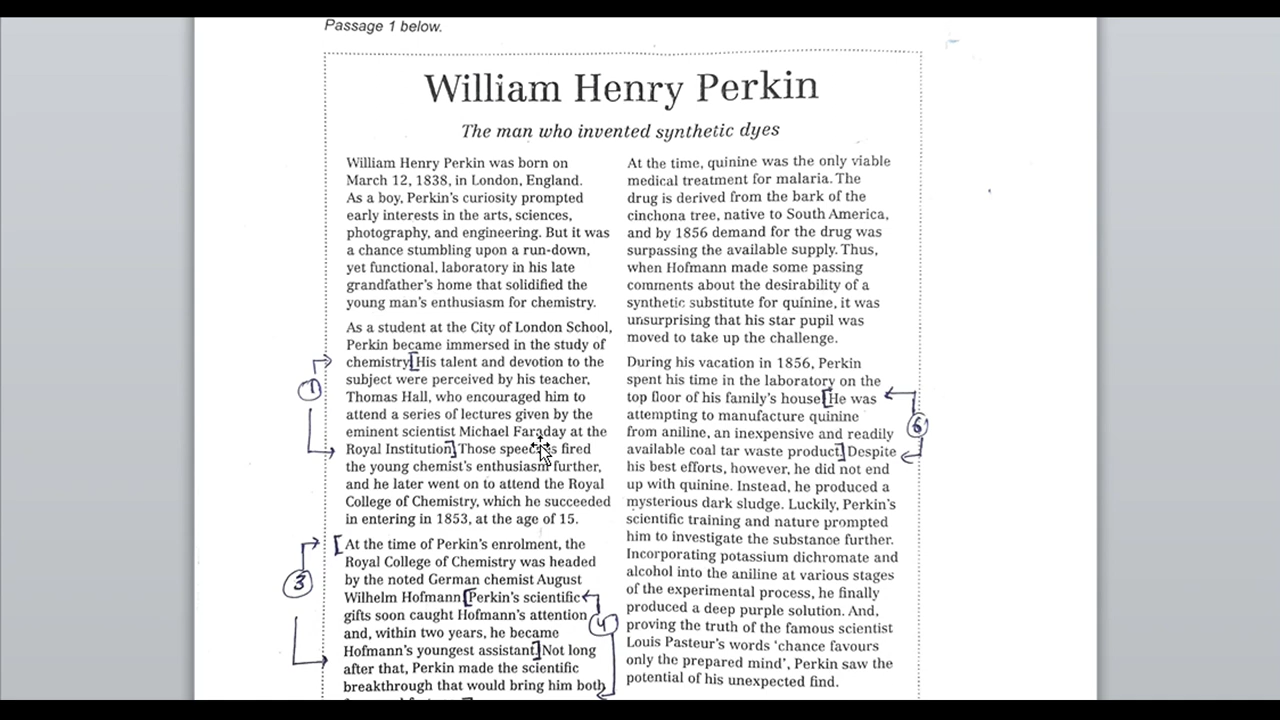 Passage 1 below.
William Henry Perkin
The man who invented synthetic dyes
William Henry Perkin was born on
March 12, 1838, in London, England.
As a boy, Perkin's curiosity prompted
early interests in the arts, sciences,
photography, and engineering. But it was
a chance stumbling upon a run-down,
yet functional, laboratory in his late
grandfather's home that solidified the
young man's enthusiasm for chemistry.
As a student at the City of London School,
Perkin became immersed in the study of
chemistry. [His talent and devotion to the
subject were perceived by his teacher,
Thomas Hall, who encouraged him to
attend a series of lectures given by the
eminent scientist Michael Faraday at the
Royal Institution.] Those speeches fired
the young chemist's enthusiasm further,
and he later went on to attend the Royal
College of Chemistry, which he succeeded
in entering in 1853, at the age of 15.
1
[At the time of Perkin's enrolment, the
Royal College of Chemistry was headed
by the noted German chemist August
Wilhelm Hofmann. [Perkin's scientific
gifts soon caught Hofmann's attention
and, within two years, he became
Hofmann's youngest assistant.] Not long
after that, Perkin made the scientific
breakthrough that would bring him both
3
4
At the time, quinine was the only viable
medical treatment for malaria. The
drug is derived from the bark of the
cinchona tree, native to South America,
and by 1856 demand for the drug was
surpassing the available supply. Thus,
when Hofmann made some passing
comments about the desirability of a
synthetic substitute for quinine, it was
unsurprising that his star pupil was
moved to take up the challenge.
During his vacation in 1856, Perkin
spent his time in the laboratory on the
top floor of his family's house. [He was
attempting to manufacture quinine
from aniline, an inexpensive and readily
available coal tar waste product.] Despite
his best efforts, however, he did not end
up with quinine. Instead, he produced a
mysterious dark sludge. Luckily, Perkin's
scientific training and nature prompted
him to investigate the substance further.
Incorporating potassium dichromate and
alcohol into the aniline at various stages
of the experimental process, he finally
produced a deep purple solution. And,
proving the truth of the famous scientist
Louis Pasteur's words 'chance favours
only the prepared mind', Perkin saw the
potential of his unexpected find.
6